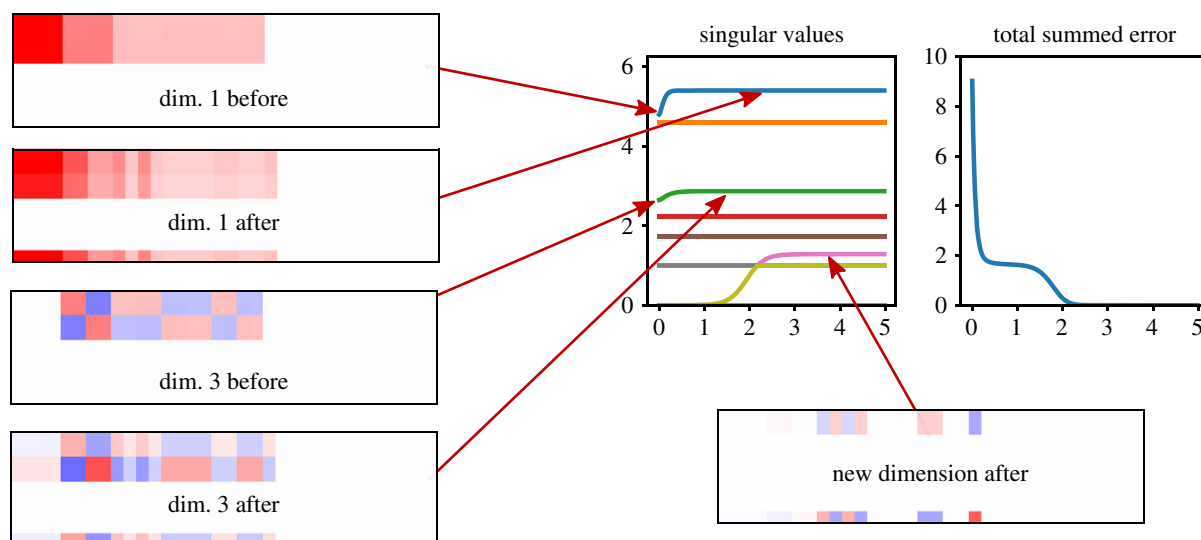 dim. 1 before
dim. 1 after
dim. 3 before
dim. 3 after
singular values
6
4
2
0
0 1 2 3 4 5
total summed error
10
8
6
4
2
0
0 1 2 3 4 5
new dimension after